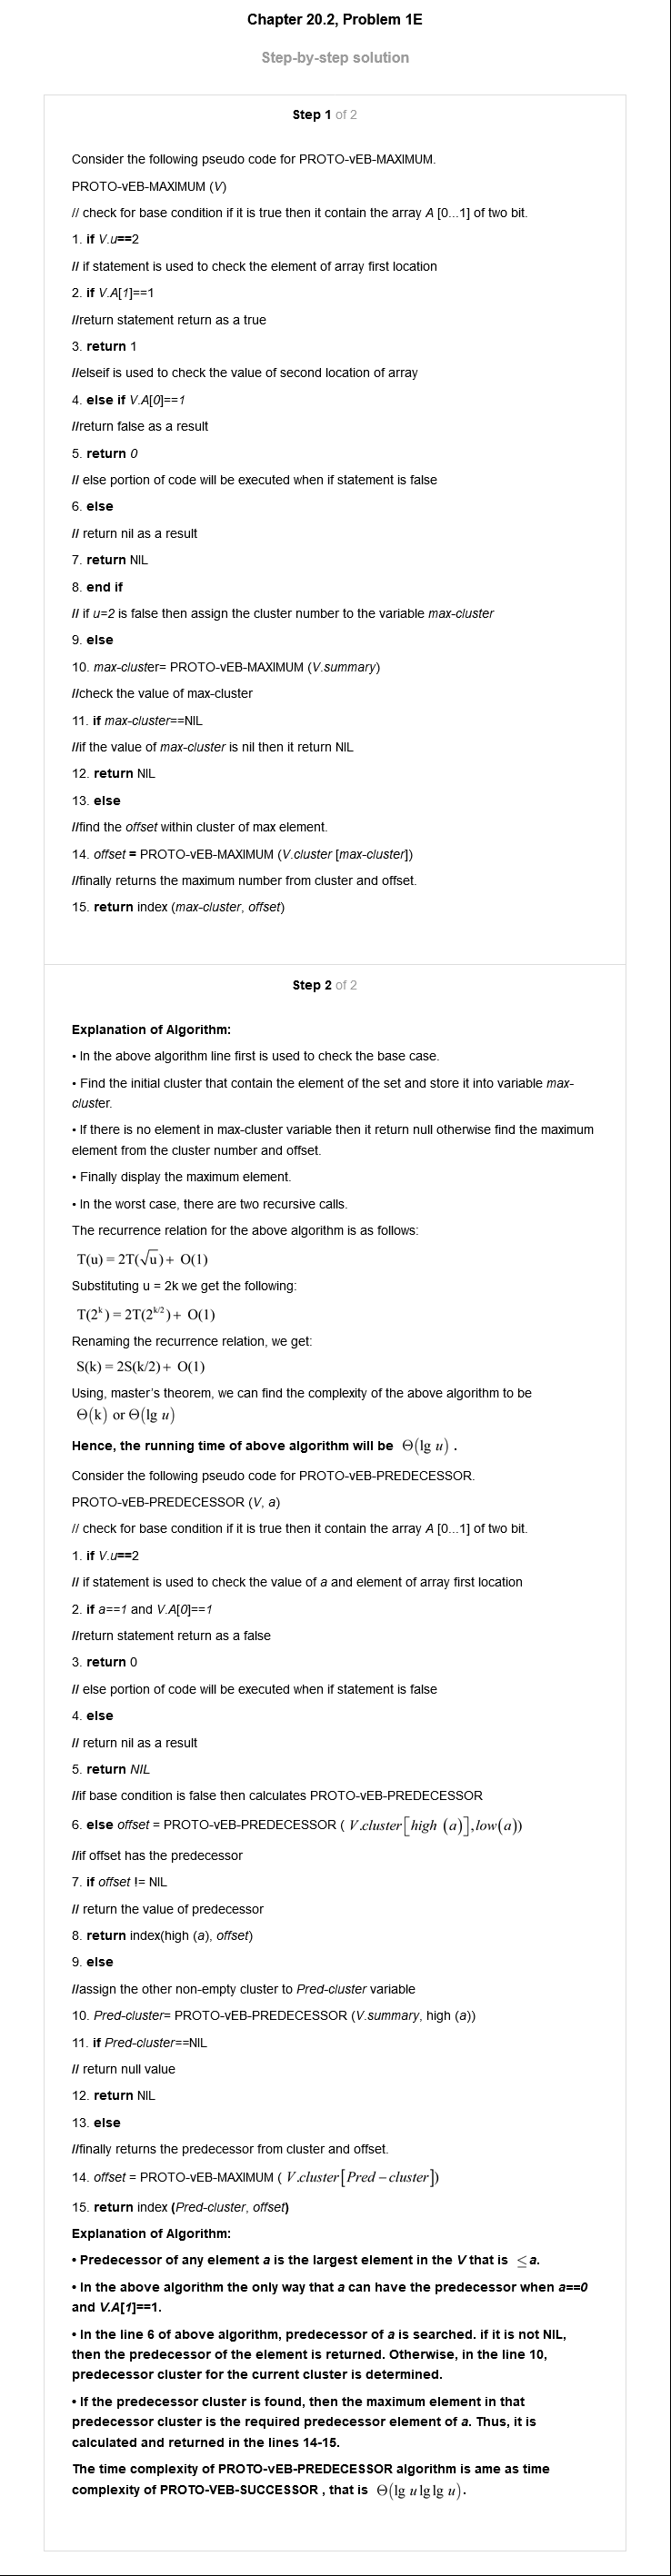 Chapter 20.2, Problem 1E
Step-by-step solution
Step 1 of 2
Consider the following pseudo code for PROTO-vEB-MAXIMUM.
PROTO-vEB-MAXIMUM (V)
// check for base condition if it is true then it contain the array A [0...1] of two bit.
1. if V.u==2
// if statement is used to check the element of array first location
2. if V.A[1]==1
//return statement return as a true
3. return 1
//elseif is used to check the value of second location of array
4. else if V.A[0]==1
//return false as a result
5. return 0
// else portion of code will be executed when if statement is false
6. else
// return nil as a result
7. return NIL
8. end if
// if u=2 is false then assign the cluster number to the variable max-cluster
9. else
10. max-cluster= PROTO-vEB-MAXIMUM (V.summary)
//check the value of max-cluster
11. if max-cluster==NIL
//if the value of max-cluster is nil then it return NIL
12. return NIL
13. else
//find the offset within cluster of max element.
14. offset = PROTO-vEB-MAXIMUM (V.cluster [max-cluster])
//finally returns the maximum number from cluster and offset.
15. return index (max-cluster, offset)
Step 2 of 2
Explanation of Algorithm:
• In the above algorithm line first is used to check the base case.
• Find the initial cluster that contain the element of the set and store it into variable max-
cluster.
• If there is no element in max-cluster variable then it return null otherwise find the maximum
element from the cluster number and offset.
• Finally display the maximum element.
• In the worst case, there are two recursive calls.
The recurrence relation for the above algorithm is as follows:
T(u) = 2T(√u) + O(1)
Substituting u = 2k we get the following:
T(2^k) = 2T(2^(k/2)) + O(1)
Renaming the recurrence relation, we get:
S(k) = 2S(k/2) + O(1)
Using, master's theorem, we can find the complexity of the above algorithm to be
Θ(k) or Θ(lg u)
Hence, the running time of above algorithm will be Θ(lg u) .
Consider the following pseudo code for PROTO-vEB-PREDECESSOR.
PROTO-vEB-PREDECESSOR (V, a)
// check for base condition if it is true then it contain the array A [0...1] of two bit.
1. if V.u==2
// if statement is used to check the value of a and element of array first location
2. if a==1 and V.A[0]==1
//return statement return as a false
3. return 0
// else portion of code will be executed when if statement is false
4. else
// return nil as a result
5. return NIL
//if base condition is false then calculates PROTO-vEB-PREDECESSOR
6. else offset = PROTO-vEB-PREDECESSOR ( V.cluster[high (a)],low(a))
//if offset has the predecessor
7. if offset != NIL
// return the value of predecessor
8. return index(high (a), offset)
9. else
//assign the other non-empty cluster to Pred-cluster variable
10. Pred-cluster= PROTO-vEB-PREDECESSOR (V.summary, high (a))
11. if Pred-cluster==NIL
// return null value
12. return NIL
13. else
//finally returns the predecessor from cluster and offset.
14. offset = PROTO-vEB-MAXIMUM ( V.cluster[Pred – cluster])
15. return index (Pred-cluster, offset)
Explanation of Algorithm:
• Predecessor of any element a is the largest element in the V that is ≤ a.
• In the above algorithm the only way that a can have the predecessor when a==0
and V.A[1]==1.
• In the line 6 of above algorithm, predecessor of a is searched. if it is not NIL,
then the predecessor of the element is returned. Otherwise, in the line 10,
predecessor cluster for the current cluster is determined.
• If the predecessor cluster is found, then the maximum element in that
predecessor cluster is the required predecessor element of a. Thus, it is
calculated and returned in the lines 14-15.
The time complexity of PROTO-vEB-PREDECESSOR algorithm is ame as time
complexity of PROTO-VEB-SUCCESSOR , that is Θ(lg u lg lg u).